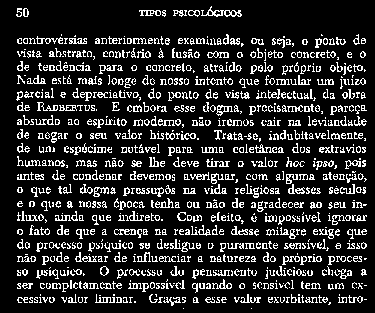 50 TIPOS PSICOLÓGICOS
controvérsias anteriormente examinadas, ou seja, o ponto de
vista abstrato, contrário à fusão com o objeto concreto, e o
de tendência para o concreto, atraído pelo próprio objeto.
Nada está mais longe de nosso intento que formular um juízo
parcial e depreciativo, do ponto de vista intelectual, da obra
de RADBERTUS. E embora esse dogma, precisamente, pareça
absurdo ao espírito moderno, não iremos cair na leviandade
de negar o seu valor histórico. Trata-se, indubitavelmente,
de um espécime notável para uma coletânea dos extravios
humanos, mas não se lhe deve tirar o valor hoc ipso, pois
antes de condenar devemos averiguar, com alguma atenção,
o que tal dogma pressupôs na vida religiosa desses séculos
e o que a nossa época tenha ou não de agradecer ao seu in-
fluxo, ainda que indireto. Com efeito, é impossível ignorar
o fato de que a crença na realidade desse milagre exige que
do processo psíquico se desligue o puramente sensível, e isso
não pode deixar de influenciar a natureza do próprio proces-
so psíquico. O processo do pensamento judicioso chega a
ser completamente impossível quando o sensível tem um ex-
cessivo valor liminar. Graças a esse valor exorbitante, intro-